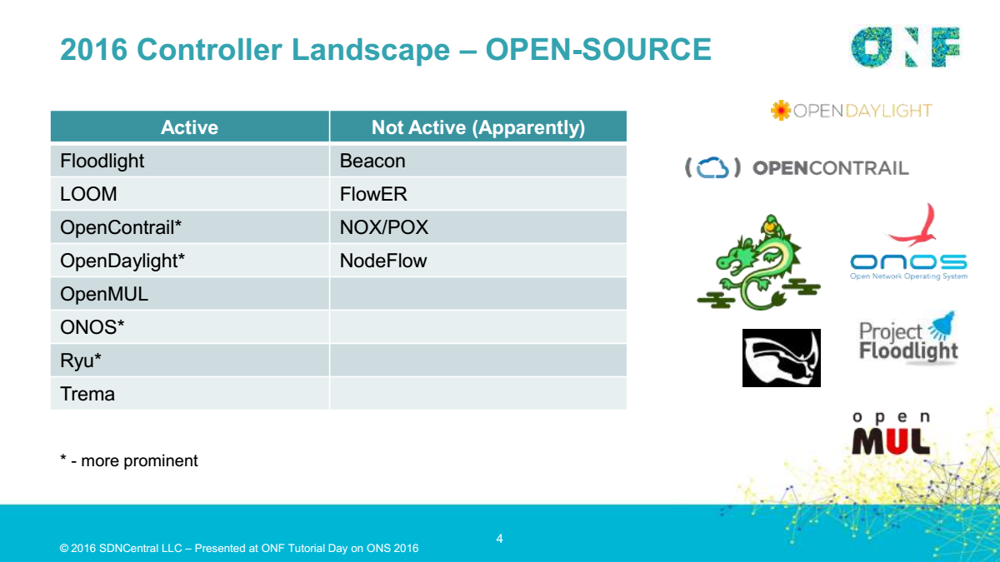 2016 Controller Landscape – OPEN-SOURCE
ONF
Active
Not Active (Apparently)
Floodlight
Beacon
LOOM
FlowER
OpenContrail*
NOX/POX
OpenDaylight*
NodeFlow
OpenMUL
ONOS*
Ryu*
Trema
* - more prominent
OPENDAYLIGHT
( ) OPENCONTRAIL
onos
Open Network Operating System
Project
Floodlight
open
MUL
© 2016 SDNCentral LLC – Presented at ONF Tutorial Day on ONS 2016
4